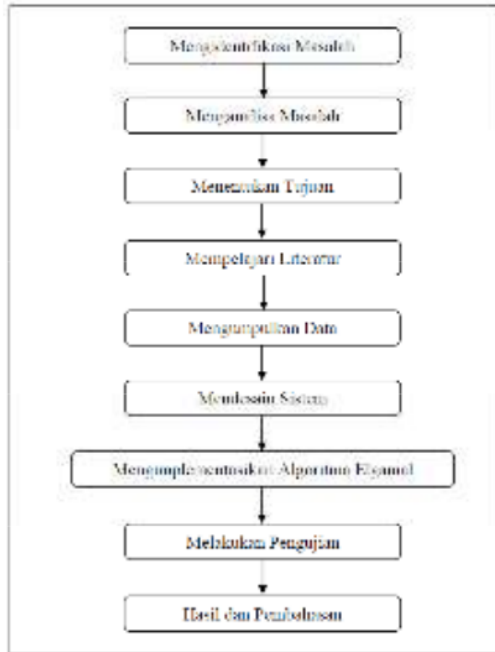 Mengidentifikasi Masalah
Menganalisa Masalah
Menentukan Tujuan
Mempelajari Literatur
Mengumpulkan Data
Mendesain Sistem
Mengimplementasikan Algoritma Elgamal
Melakukan Pengujian
Hasil dan Pembahasan